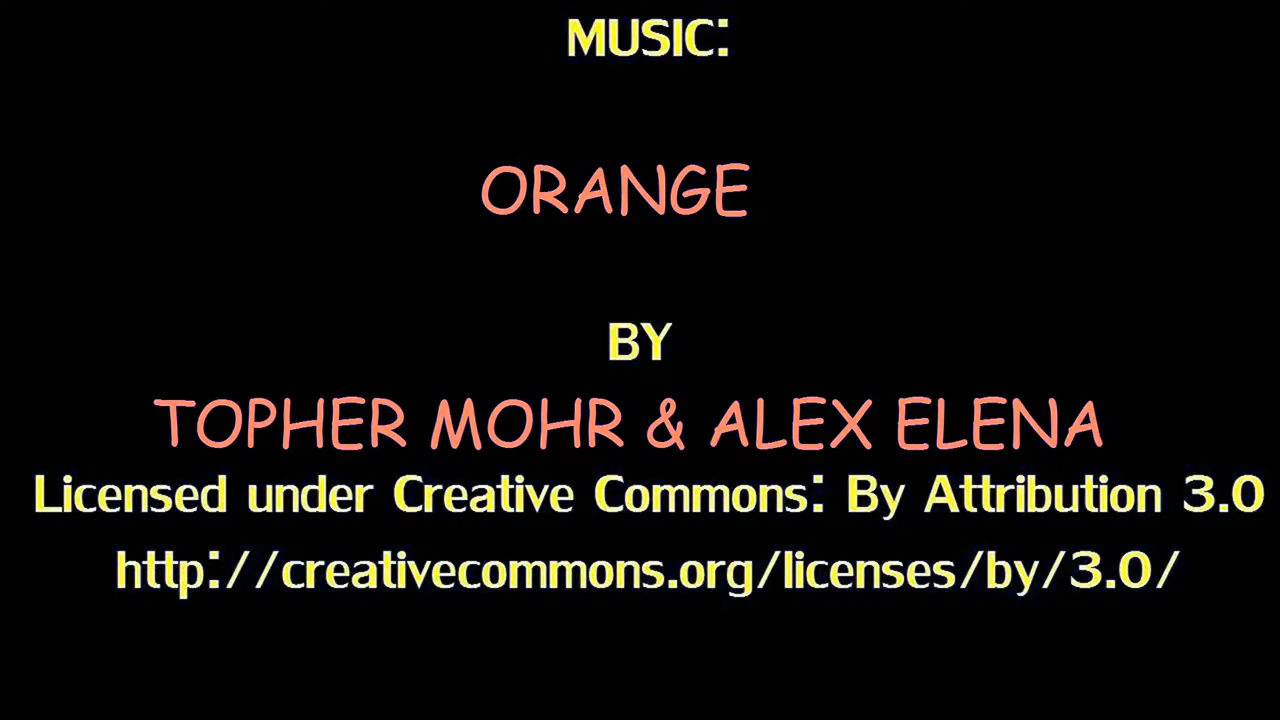 MUSIC:
ORANGE
BY
TOPHER MOHR & ALEX ELENA
Licensed under Creative Commons: By Attribution 3.0
http://creativecommons.org/licenses/by/3.0/